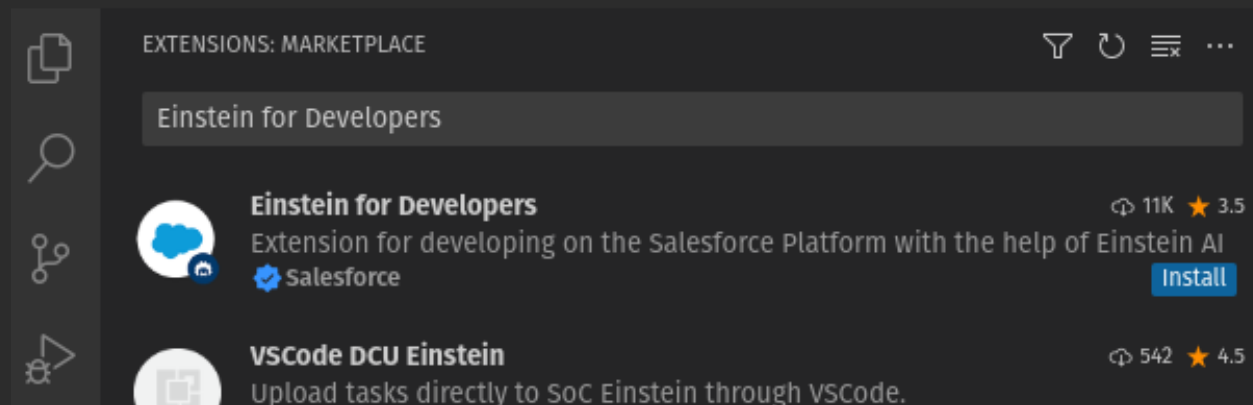 EXTENSIONS: MARKETPLACE
Einstein for Developers
Einstein for Developers 11K 3.5
Extension for developing on the Salesforce Platform with the help of Einstein AI
Salesforce Install
VSCode DCU Einstein 542 4.5
Upload tasks directly to SoC Einstein through VSCode.